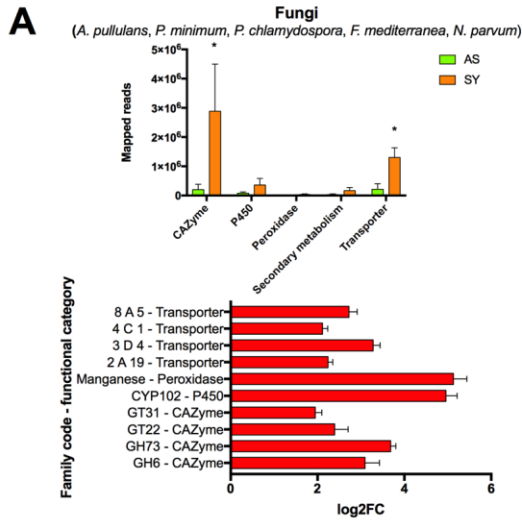 A
Fungi
(A. pullulans, P. minimum, P. chlamydospora, F. mediterranea, N. parvum)
Mapped reads
5×10⁶
4×10⁶
3×10⁶
2×10⁶
1×10⁶
0
*
*
AS
SY
CAZyme
P450
Peroxidase
Secondary metabolism
Transporter
Family code - functional category
8 A 5 - Transporter
4 C 1 - Transporter
3 D 4 - Transporter
2 A 19 - Transporter
Manganese - Peroxidase
CYP102 - P450
GT31 - CAZyme
GT22 - CAZyme
GH73 - CAZyme
GH6 - CAZyme
0 2 4 6
log2FC